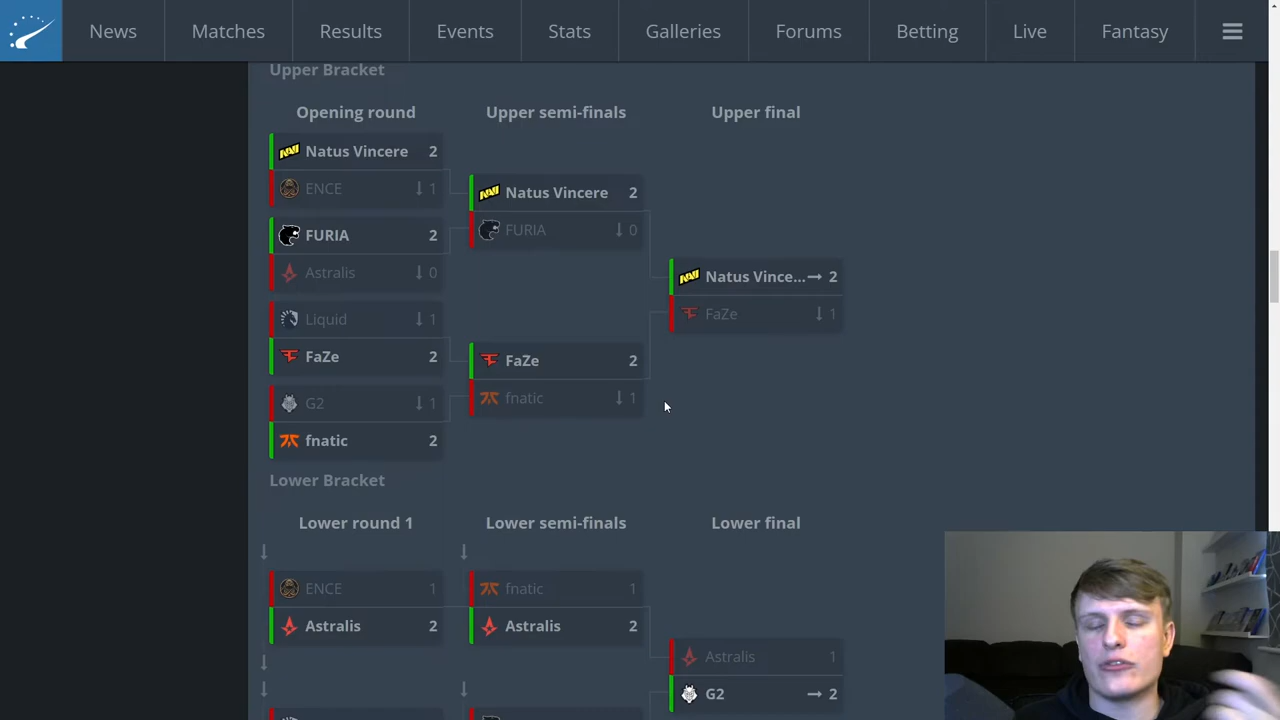 News Matches Results Events Stats Galleries Forums Betting Live Fantasy
Upper Bracket
Opening round Upper semi-finals Upper final
Natus Vincere 2
ENCE ↓ 1
FURIA 2
Astralis ↓ 0
Liquid ↓ 1
FaZe 2
G2 ↓ 1
fnatic 2
Natus Vincere 2
FURIA ↓ 0
FaZe 2
fnatic ↓ 1
Natus Vince... → 2
FaZe ↓ 1
Lower Bracket
Lower round 1 Lower semi-finals Lower final
ENCE 1
Astralis 2
fnatic 1
Astralis 2
Astralis 1
G2 → 2